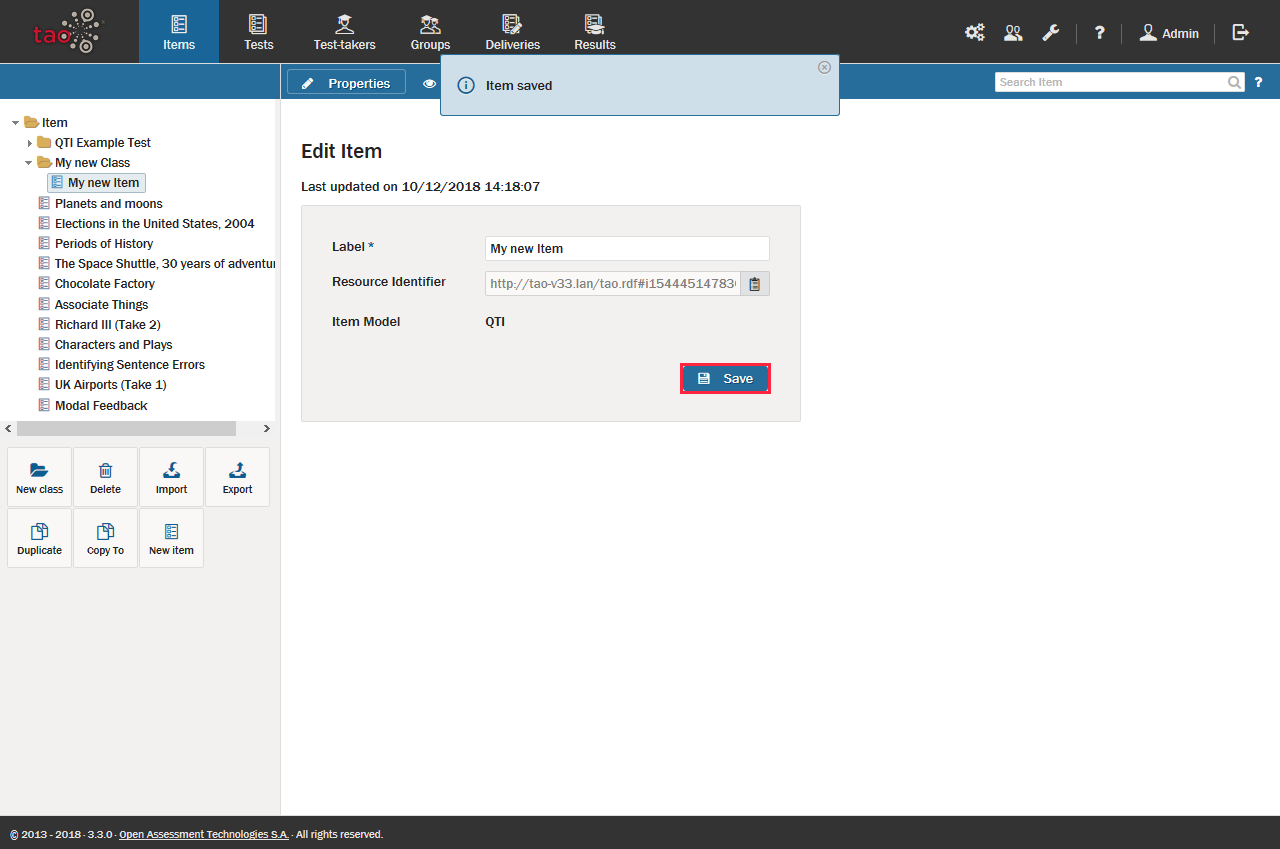 tao
Items
Tests
Test-takers
Groups
Deliveries
Results
?
Admin
Properties
Item saved
Search Item
?
Item
QTI Example Test
My new Class
My new Item
Planets and moons
Elections in the United States, 2004
Periods of History
The Space Shuttle, 30 years of adventur
Chocolate Factory
Associate Things
Richard III (Take 2)
Characters and Plays
Identifying Sentence Errors
UK Airports (Take 1)
Modal Feedback
New class
Delete
Import
Export
Duplicate
Copy To
New item
Edit Item
Last updated on 10/12/2018 14:18:07
Label *
My new Item
Resource Identifier
http://tao-v33.lan/tao.rdf#i154445147836
Item Model
QTI
Save
© 2013 - 2018 · 3.3.0 · Open Assessment Technologies S.A. · All rights reserved.